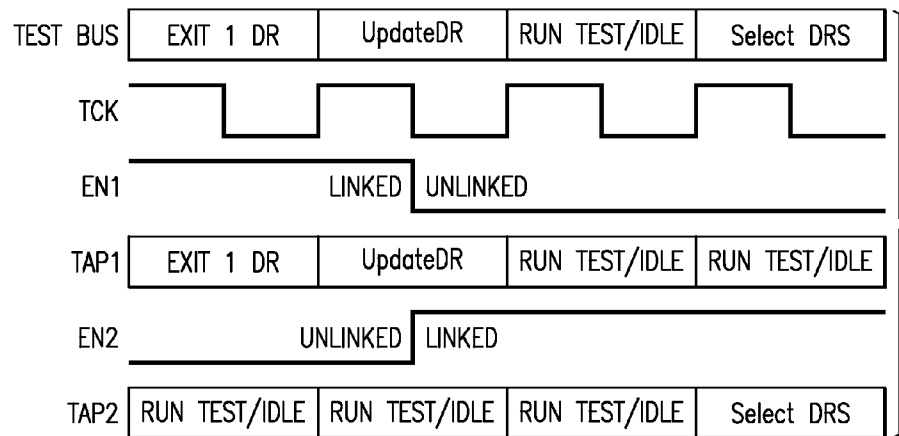 TEST BUS EXIT 1 DR UpdateDR RUN TEST/IDLE Select DRS
TCK
EN1 LINKED UNLINKED
TAP1 EXIT 1 DR UpdateDR RUN TEST/IDLE RUN TEST/IDLE
EN2 UNLINKED LINKED
TAP2 RUN TEST/IDLE RUN TEST/IDLE RUN TEST/IDLE Select DRS